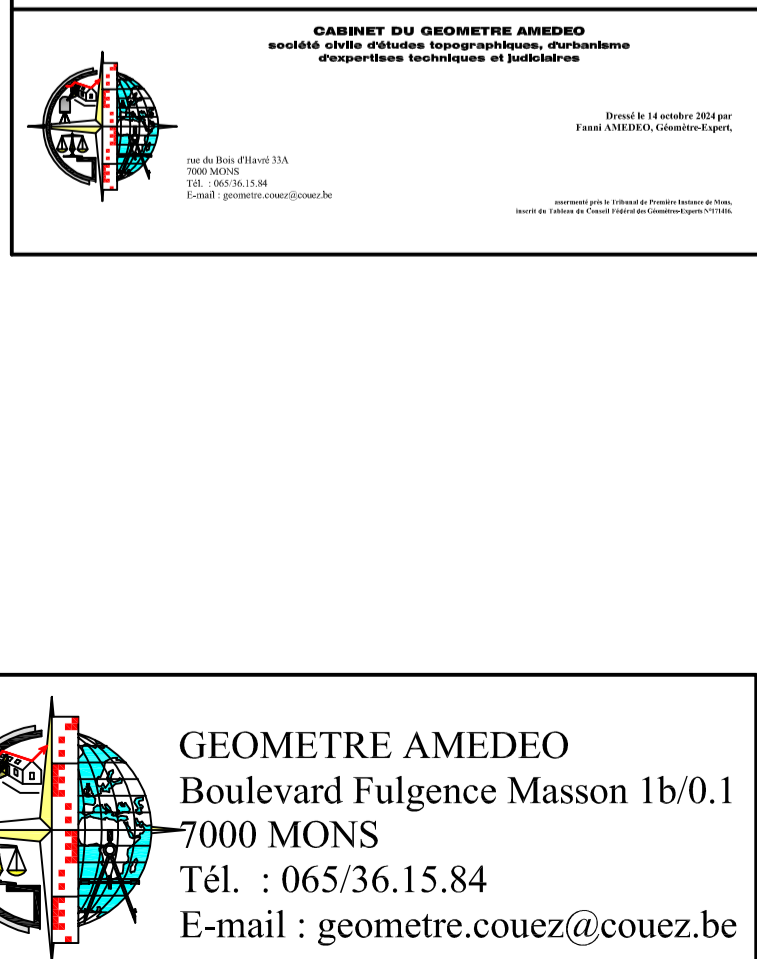 CABINET DU GEOMETRE AMEDEO
société civile d'études topographiques, d'urbanisme
d'expertises techniques et judiciaires
Dressé le 14 octobre 2024 par
Fanni AMEDEO, Géomètre-Expert,
rue du Bois d'Havré 33A
7000 MONS
Tél. : 065/36.15.84
E-mail : geometre.couez@couez.be
assermenté près le Tribunal de Première Instance de Mons,
inscrit du Tableau du Conseil Fédéral des Géomètres-Experts N°171416.
GEOMETRE AMEDEO
Boulevard Fulgence Masson 1b/0.1
7000 MONS
Tél. : 065/36.15.84
E-mail : geometre.couez@couez.be